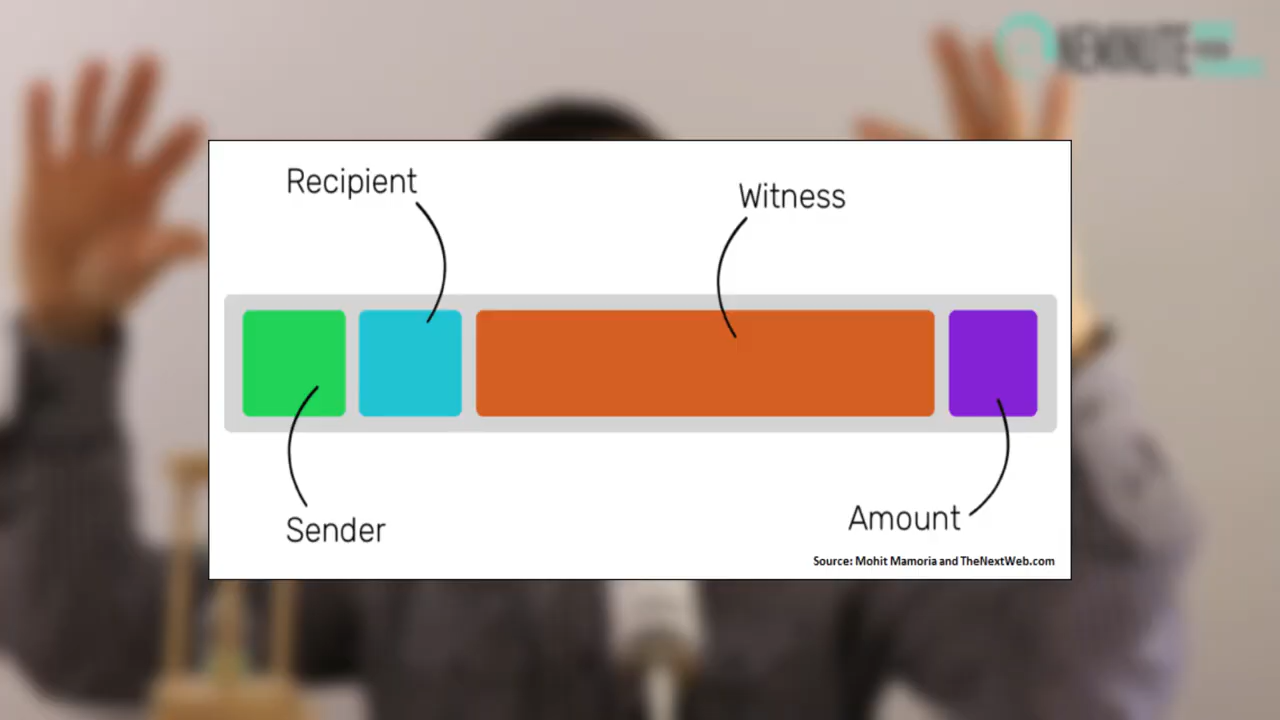 Recipient
Witness
Sender
Amount
Source: Mohit Mamoria and TheNextWeb.com